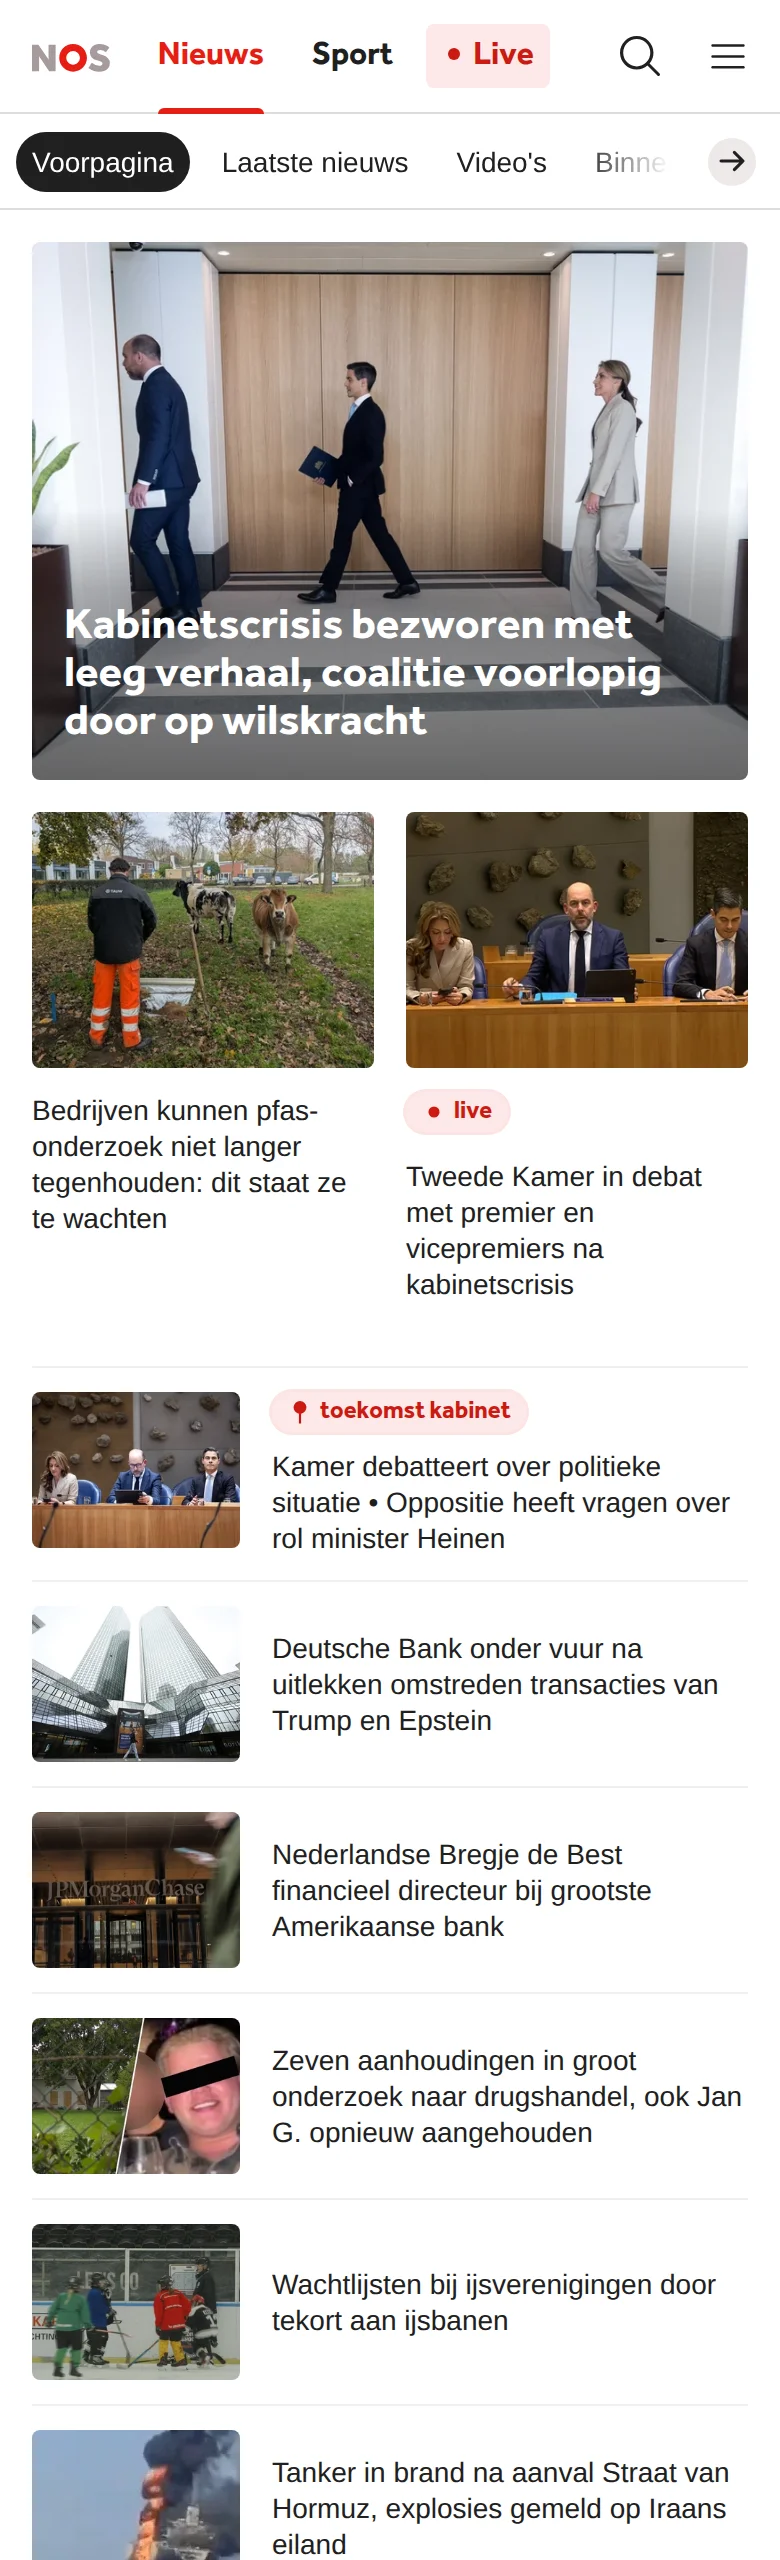 NOS
Nieuws
Sport
Live
Voorpagina
Laatste nieuws
Video's
Binne
Kabinetscrisis bezworen met
leeg verhaal, coalitie voorlopig
door op wilskracht
Bedrijven kunnen pfas-
onderzoek niet langer
tegenhouden: dit staat ze
te wachten
live
Tweede Kamer in debat
met premier en
vicepremiers na
kabinetscrisis
toekomst kabinet
Kamer debatteert over politieke
situatie • Oppositie heeft vragen over
rol minister Heinen
Deutsche Bank onder vuur na
uitlekken omstreden transacties van
Trump en Epstein
JPMorganChase
Nederlandse Bregje de Best
financieel directeur bij grootste
Amerikaanse bank
Zeven aanhoudingen in groot
onderzoek naar drugshandel, ook Jan
G. opnieuw aangehouden
Wachtlijsten bij ijsverenigingen door
tekort aan ijsbanen
Tanker in brand na aanval Straat van
Hormuz, explosies gemeld op Iraans
eiland